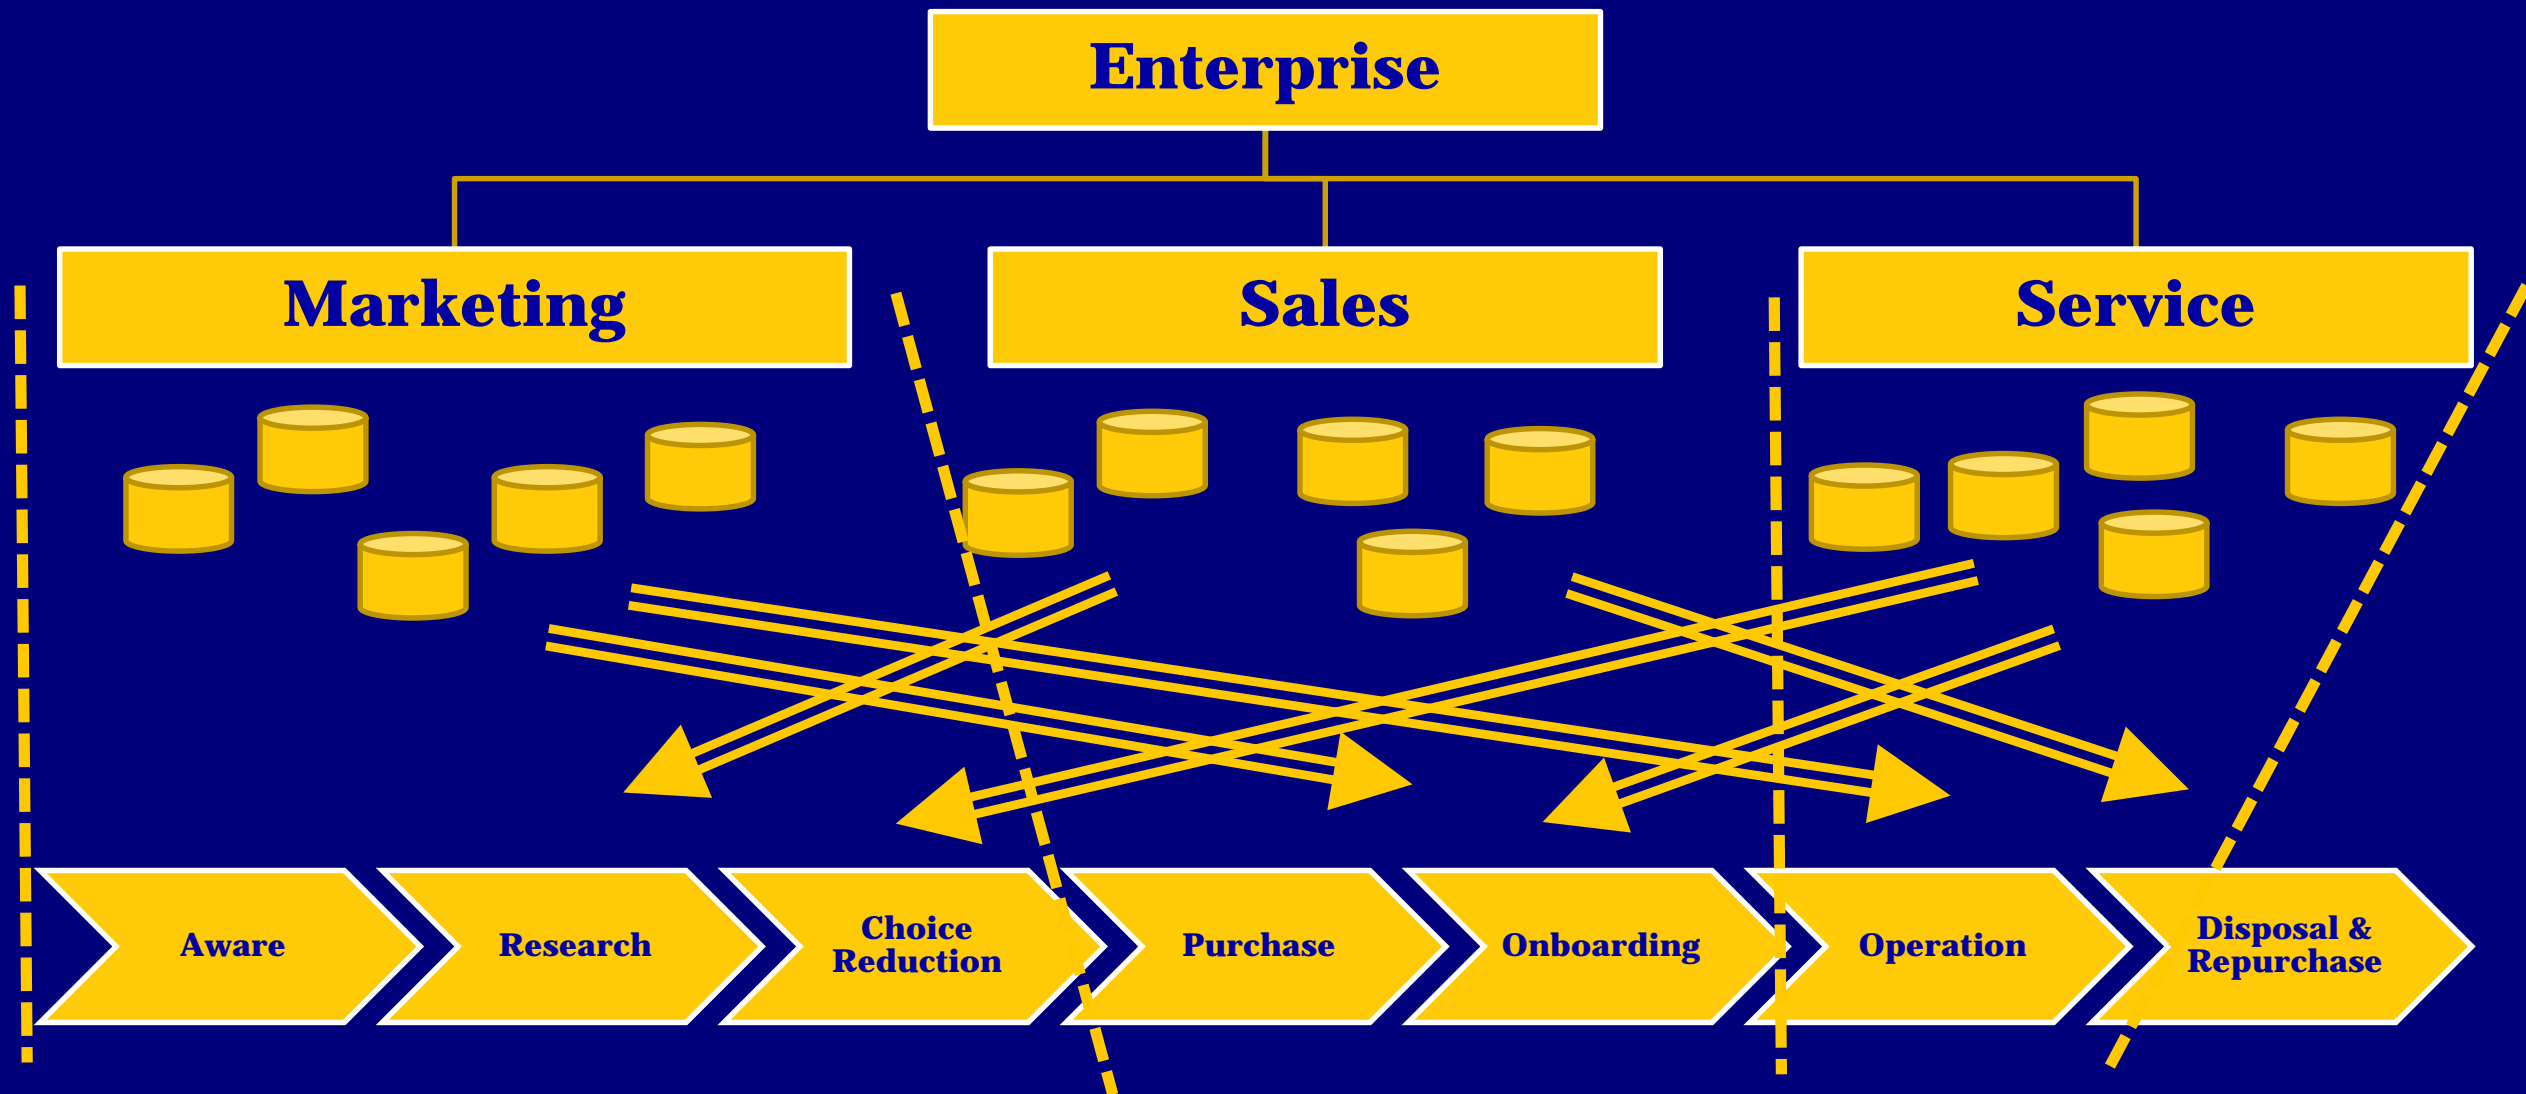 Enterprise
Marketing
Sales
Service
Aware
Research
Choice
Reduction
Purchase
Onboarding
Operation
Disposal &
Repurchase